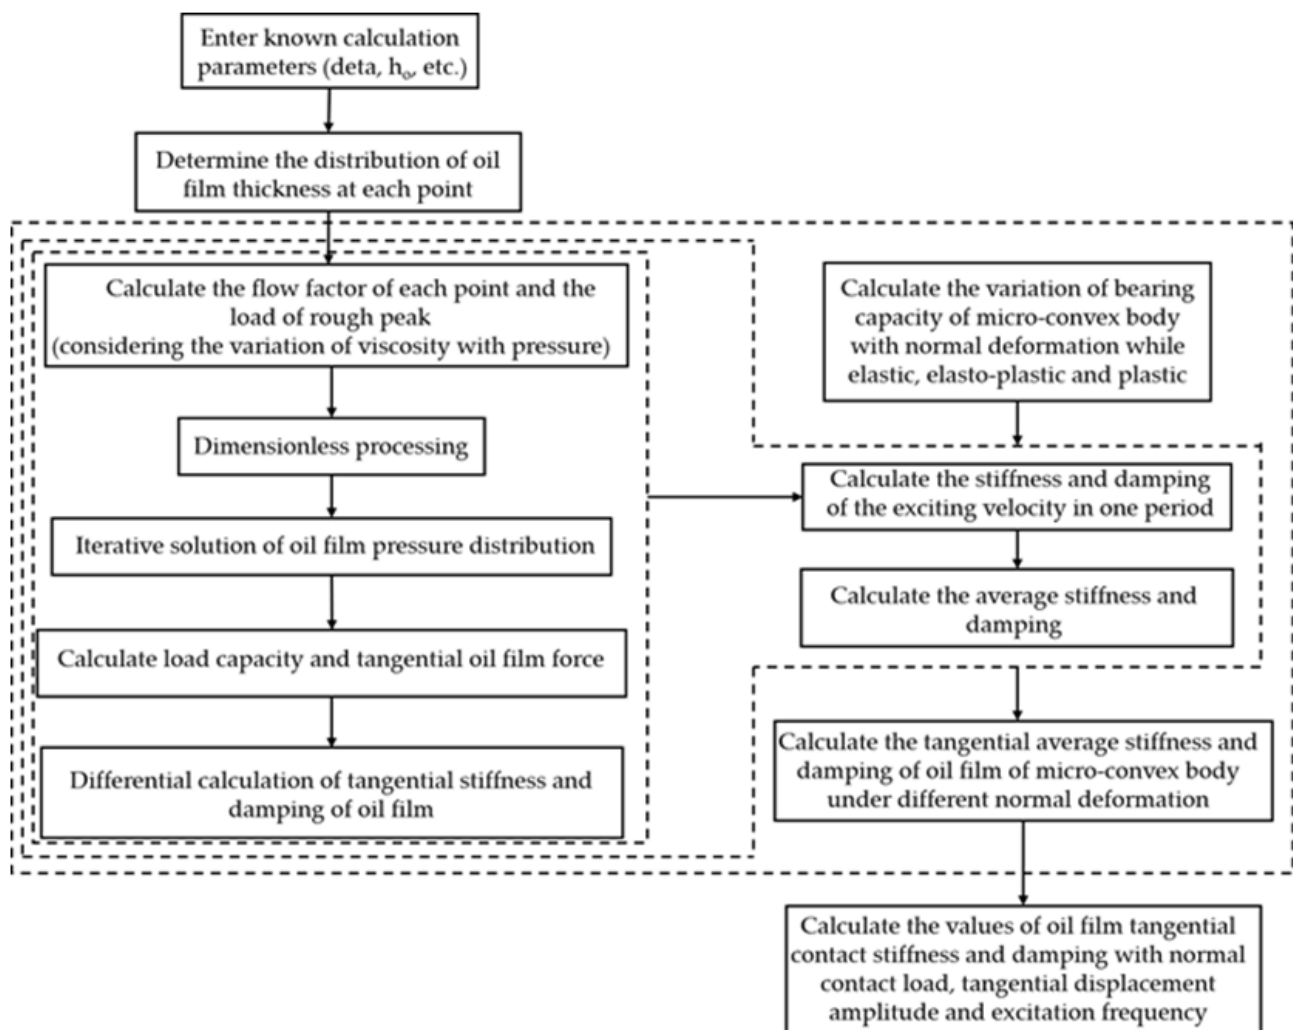 Enter known calculation
parameters (deta, h₀, etc.)
Determine the distribution of oil
film thickness at each point
Calculate the flow factor of each point and the
load of rough peak
(considering the variation of viscosity with pressure)
Dimensionless processing
Iterative solution of oil film pressure distribution
Calculate load capacity and tangential oil film force
Differential calculation of tangential stiffness and
damping of oil film
Calculate the variation of bearing
capacity of micro-convex body
with normal deformation while
elastic, elasto-plastic and plastic
Calculate the stiffness and damping
of the exciting velocity in one period
Calculate the average stiffness and
damping
Calculate the tangential average stiffness and
damping of oil film of micro-convex body
under different normal deformation
Calculate the values of oil film tangential
contact stiffness and damping with normal
contact load, tangential displacement
amplitude and excitation frequency